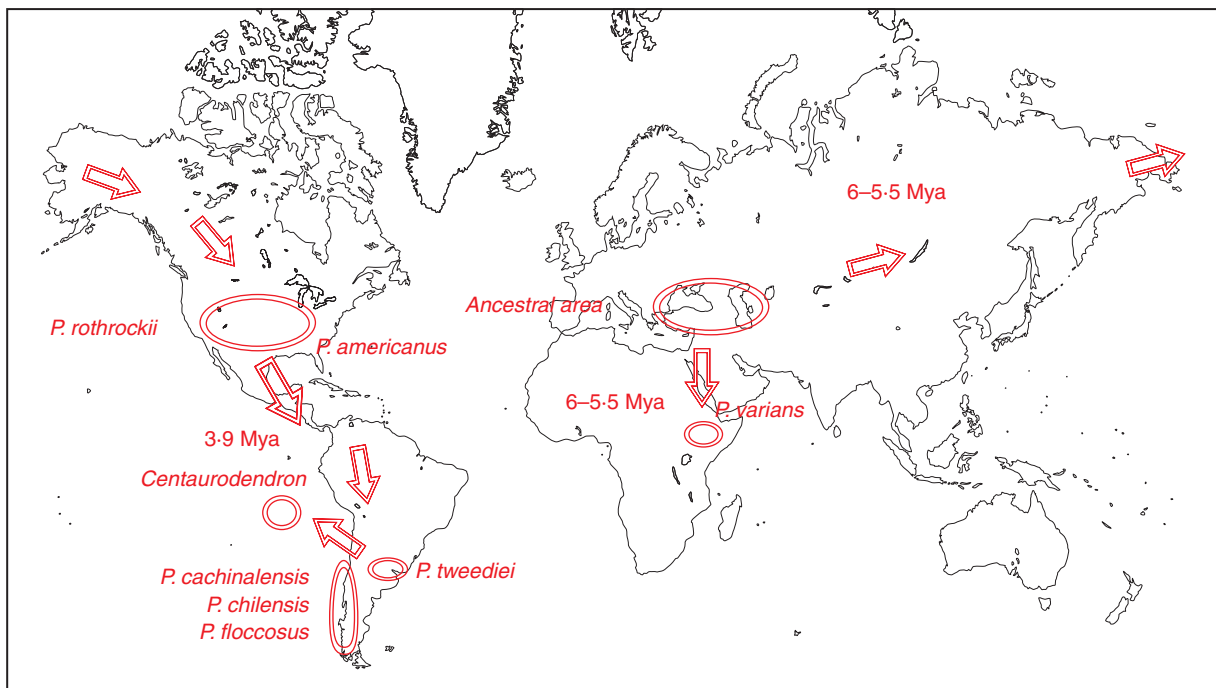 6–5·5 Mya
Ancestral area
P. rothrockii
P. americanus
6–5·5 Mya
P. varians
3·9 Mya
Centaurodendron
P. cachinalensis
P. tweediei
P. chilensis
P. floccosus